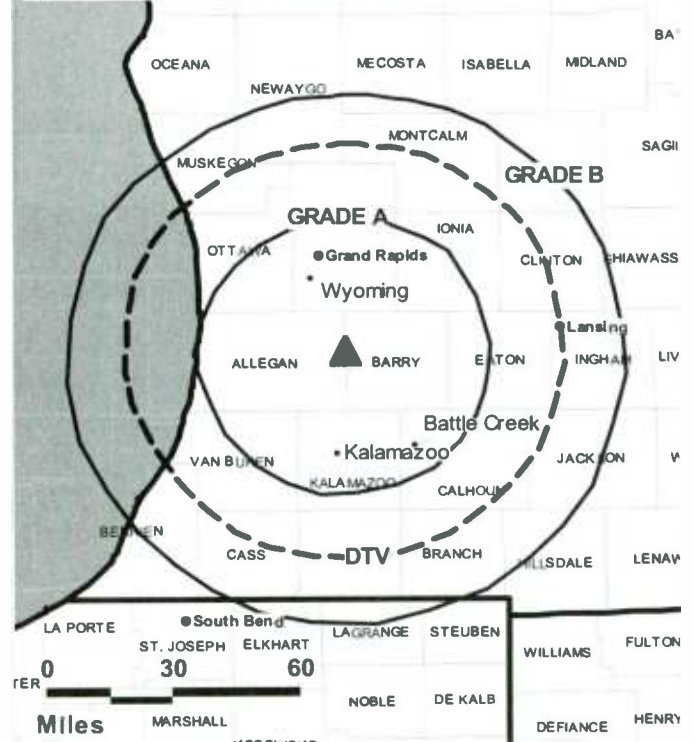 BA
OCEANA
MECOSTA
ISABELLA
MIDLAND
NEWAYGO
MONTCALM
SAGI
MUSKEGON
GRADE B
GRADE A
IONIA
OTTAWA
Grand Rapids
CLINTON
SHIAWASS
Wyoming
Lansing
ALLEGAN
BARRY
EATON
INGHAM
LIV
Battle Creek
Kalamazoo
VAN BUREN
JACKSON
W
KALAMAZOO
CALHOUN
BERRIEN
CASS
DTV
BRANCH
HILLSDALE
LENAW
LA PORTE
South Bend
LAGRANGE
STEUBEN
ST. JOSEPH
ELKHART
WILLIAMS
FULTON
0 30 60
TER
NOBLE
DE KALB
Miles
MARSHALL
DEFIANCE
HENRY